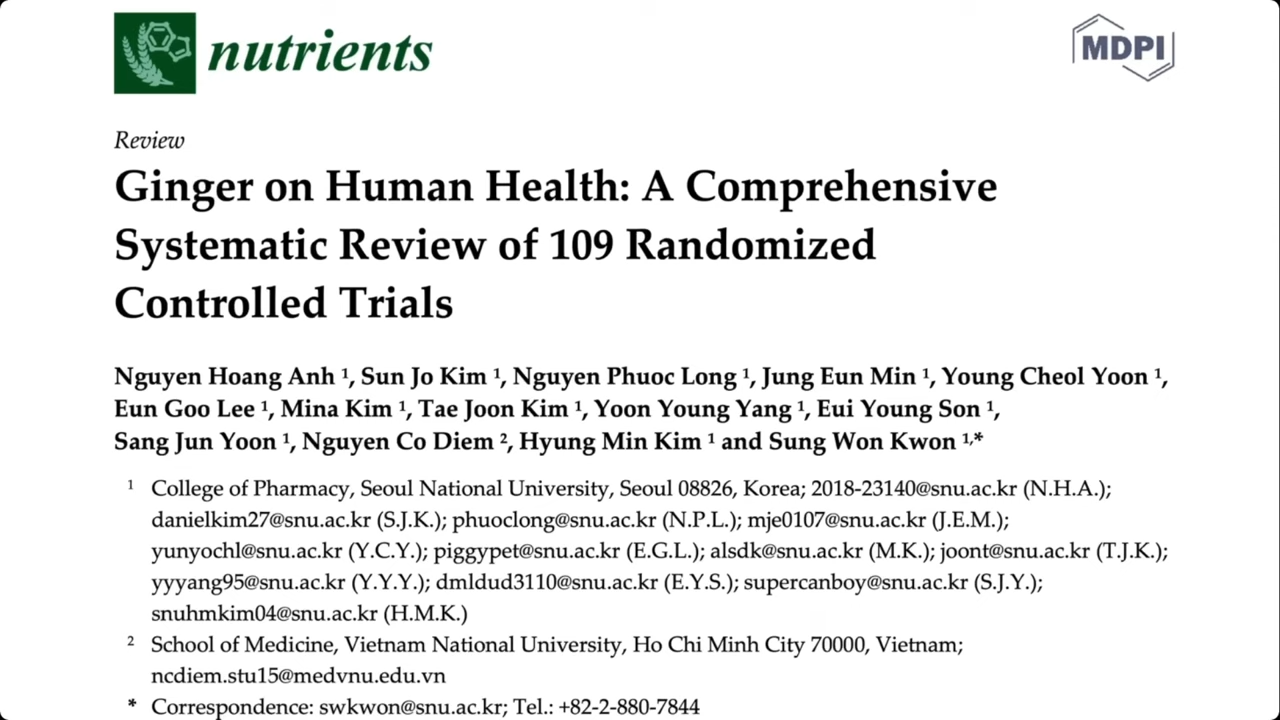 nutrients
MDPI
Review
Ginger on Human Health: A Comprehensive
Systematic Review of 109 Randomized
Controlled Trials
Nguyen Hoang Anh ¹, Sun Jo Kim ¹, Nguyen Phuoc Long ¹, Jung Eun Min ¹, Young Cheol Yoon ¹,
Eun Goo Lee ¹, Mina Kim ¹, Tae Joon Kim ¹, Yoon Young Yang ¹, Eui Young Son ¹,
Sang Jun Yoon ¹, Nguyen Co Diem ², Hyung Min Kim ¹ and Sung Won Kwon ¹,*
¹ College of Pharmacy, Seoul National University, Seoul 08826, Korea; 2018-23140@snu.ac.kr (N.H.A.);
danielkim27@snu.ac.kr (S.J.K.); phuoclong@snu.ac.kr (N.P.L.); mje0107@snu.ac.kr (J.E.M.);
yunyochl@snu.ac.kr (Y.C.Y.); piggypet@snu.ac.kr (E.G.L.); alsdk@snu.ac.kr (M.K.); joont@snu.ac.kr (T.J.K.);
yyyang95@snu.ac.kr (Y.Y.Y.); dmldud3110@snu.ac.kr (E.Y.S.); supercanboy@snu.ac.kr (S.J.Y.);
snuhmkim04@snu.ac.kr (H.M.K.)
² School of Medicine, Vietnam National University, Ho Chi Minh City 70000, Vietnam;
ncdiem.stu15@medvnu.edu.vn
* Correspondence: swkwon@snu.ac.kr; Tel.: +82-2-880-7844